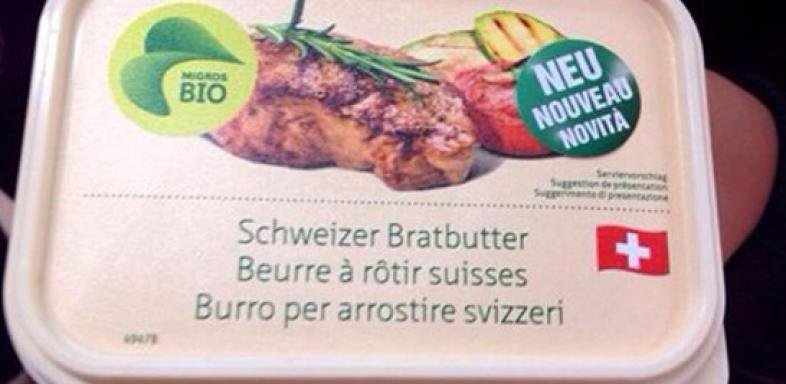 MIGROS
BIO
NEU
NOUVEAU
NOVITÀ
Serviervorschlag
Suggestion de présentation
Suggerimento di presentazione
Schweizer Bratbutter
Beurre à rôtir suisses
Burro per arrostire svizzeri
49478